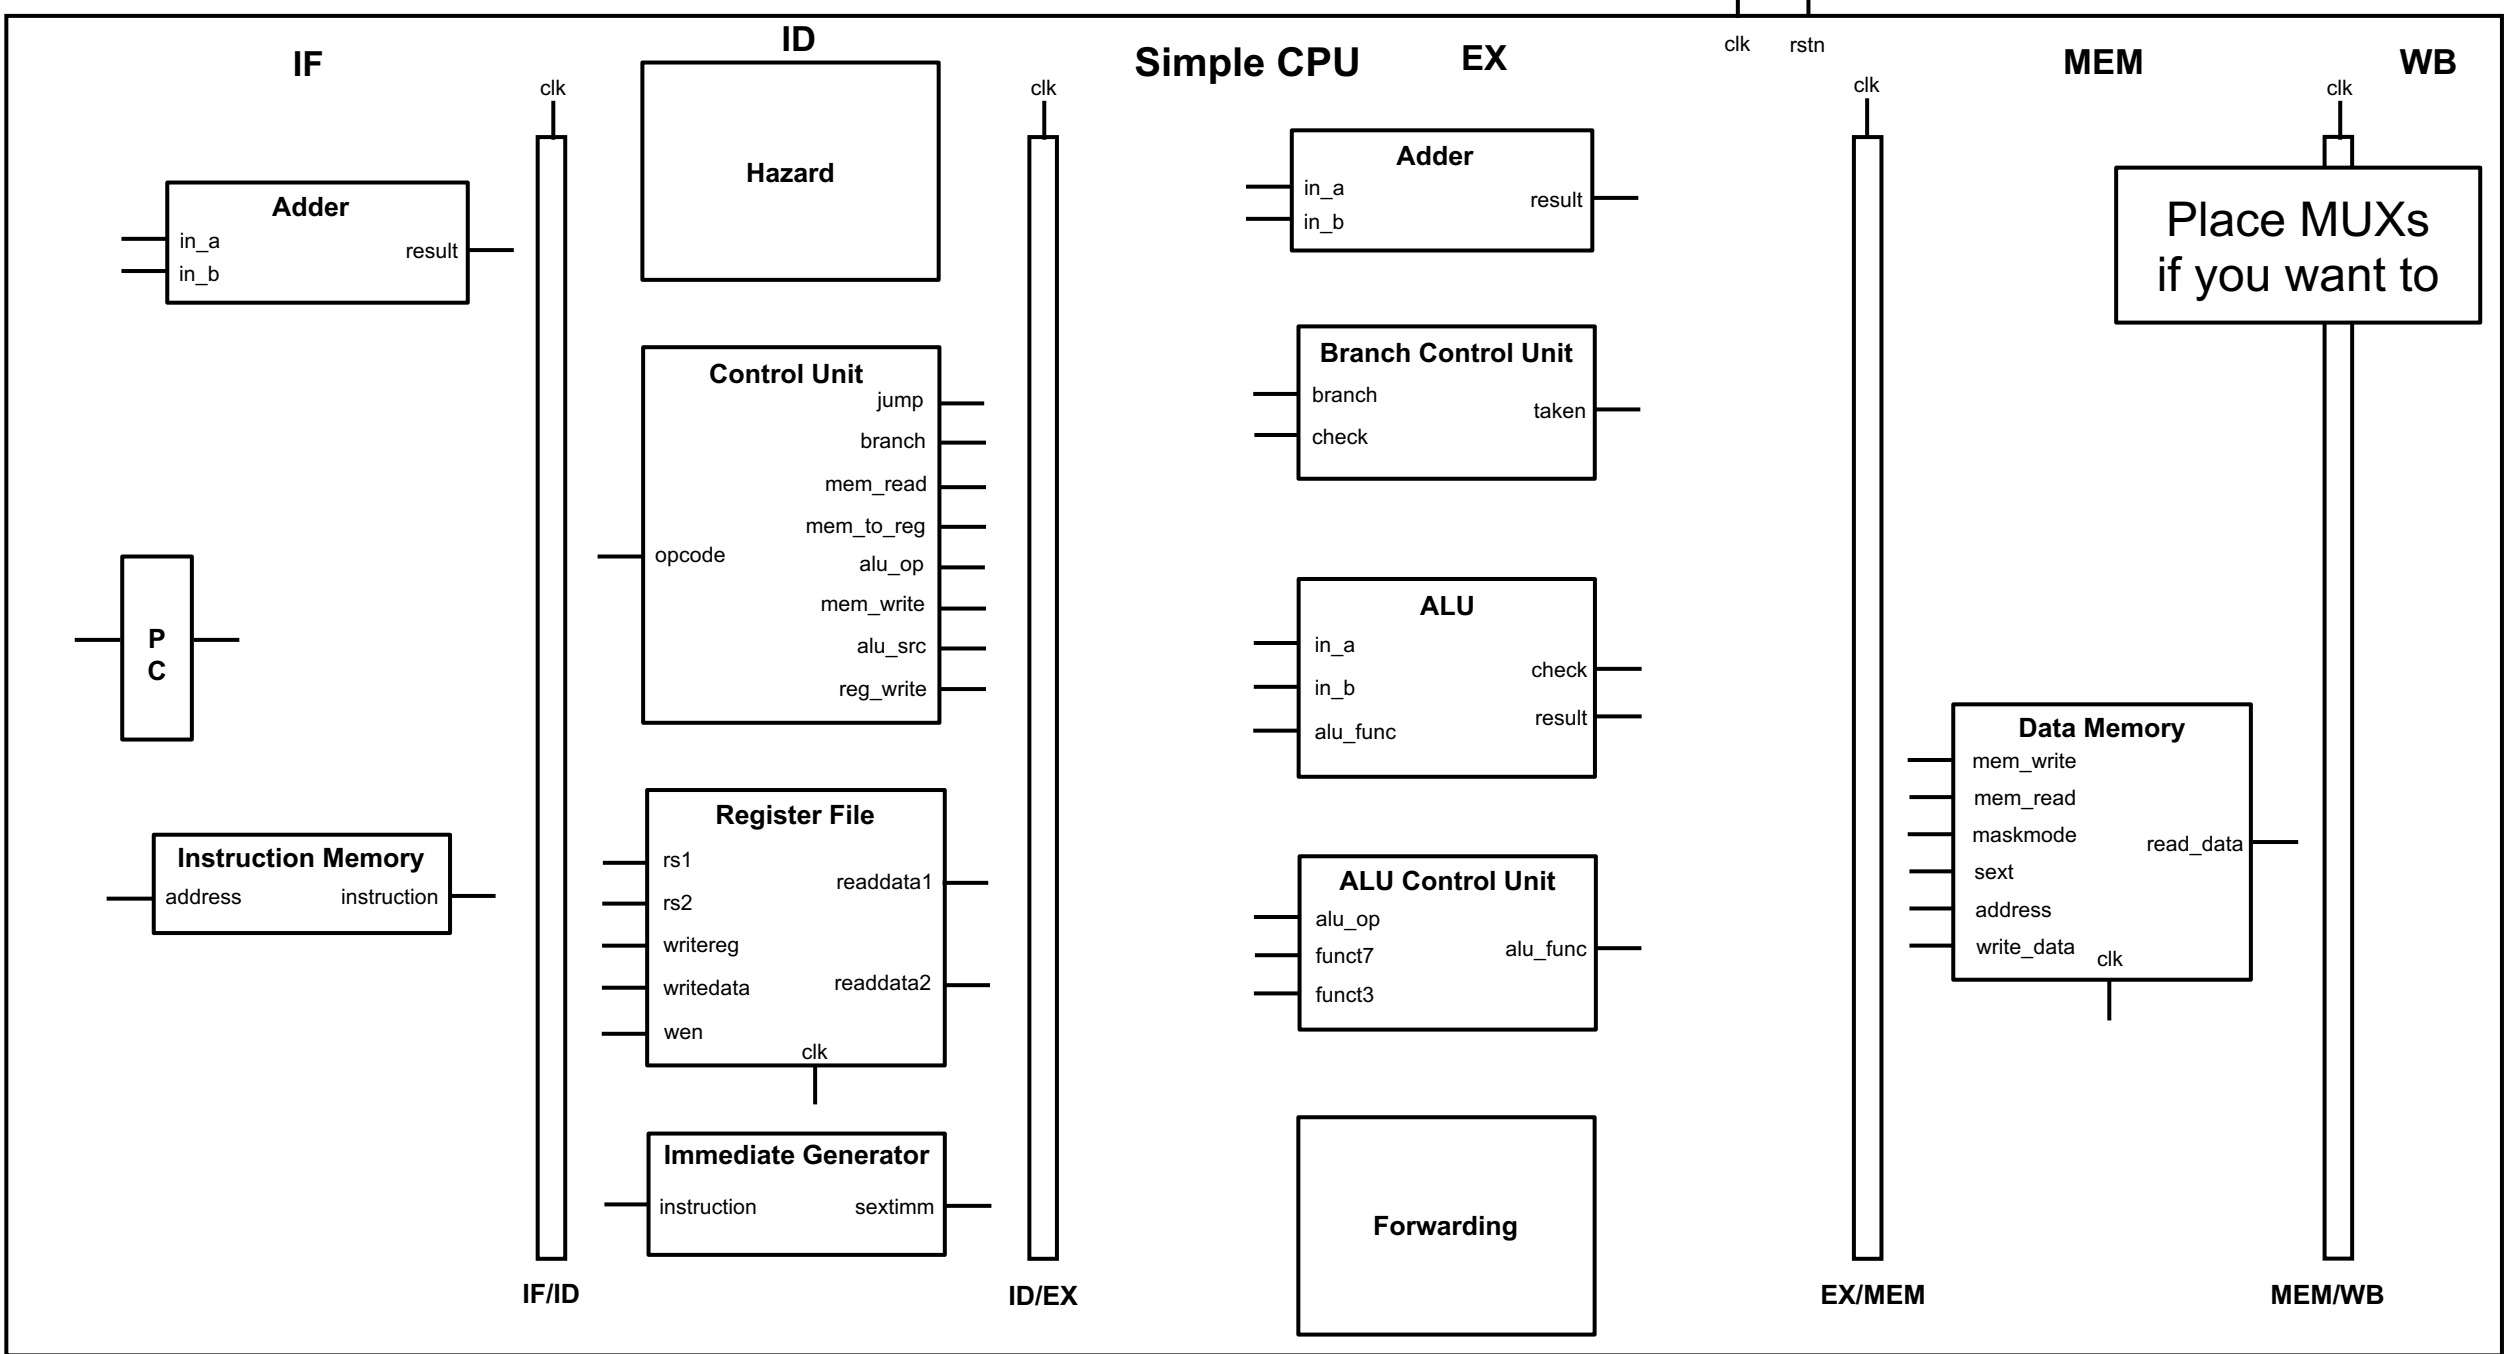 Simple CPU
clk
rstn
IF
ID
EX
MEM
WB
Adder
in_a
in_b
result
P
C
Instruction Memory
address
instruction
clk
IF/ID
Hazard
Control Unit
opcode
jump
branch
mem_read
mem_to_reg
alu_op
mem_write
alu_src
reg_write
Register File
rs1
rs2
writereg
writedata
wen
readdata1
readdata2
clk
Immediate Generator
instruction
sextimm
clk
ID/EX
Adder
in_a
in_b
result
Branch Control Unit
branch
check
taken
ALU
in_a
in_b
alu_func
check
result
ALU Control Unit
alu_op
funct7
funct3
alu_func
Forwarding
clk
EX/MEM
Data Memory
mem_write
mem_read
maskmode
sext
address
write_data
read_data
clk
clk
Place MUXs
if you want to
MEM/WB